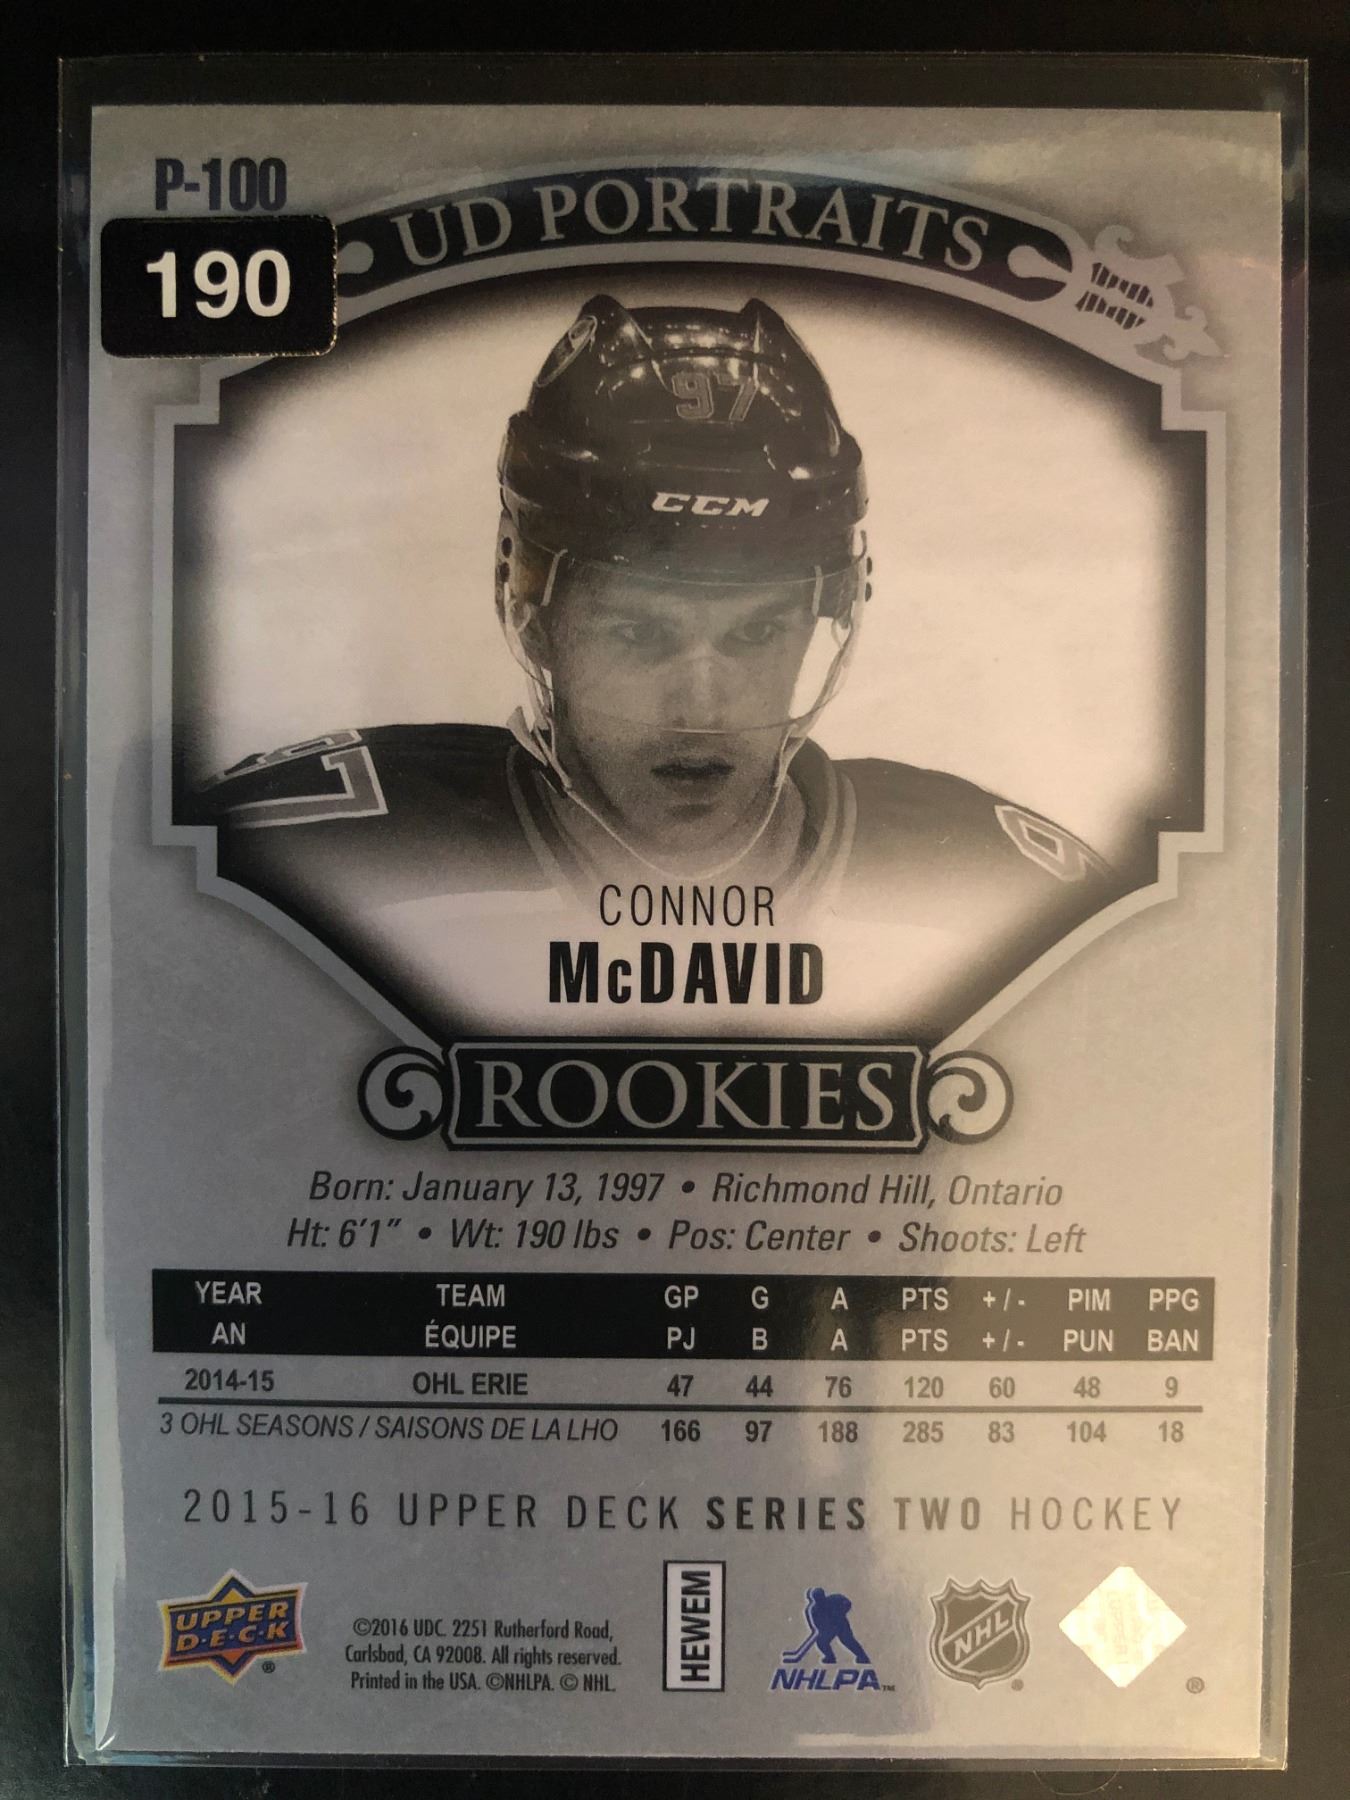 P-100
190
UD PORTRAITS
97
CCM
CONNOR
McDAVID
ROOKIES
Born: January 13, 1997 • Richmond Hill, Ontario
Ht: 6'1" • Wt: 190 lbs • Pos: Center • Shoots: Left
YEAR TEAM GP G A PTS +/- PIM PPG
AN ÉQUIPE PJ B A PTS +/- PUN BAN
2014-15 OHL ERIE 47 44 76 120 60 48 9
3 OHL SEASONS / SAISONS DE LA LHO 166 97 188 285 83 104 18
2015-16 UPPER DECK SERIES TWO HOCKEY
UPPER
D·E·C·K ®
©2016 UDC. 2251 Rutherford Road,
Carlsbad, CA 92008. All rights reserved.
Printed in the USA. ©NHLPA. © NHL.
HEWEM
NHLPA™
NHL ®
®